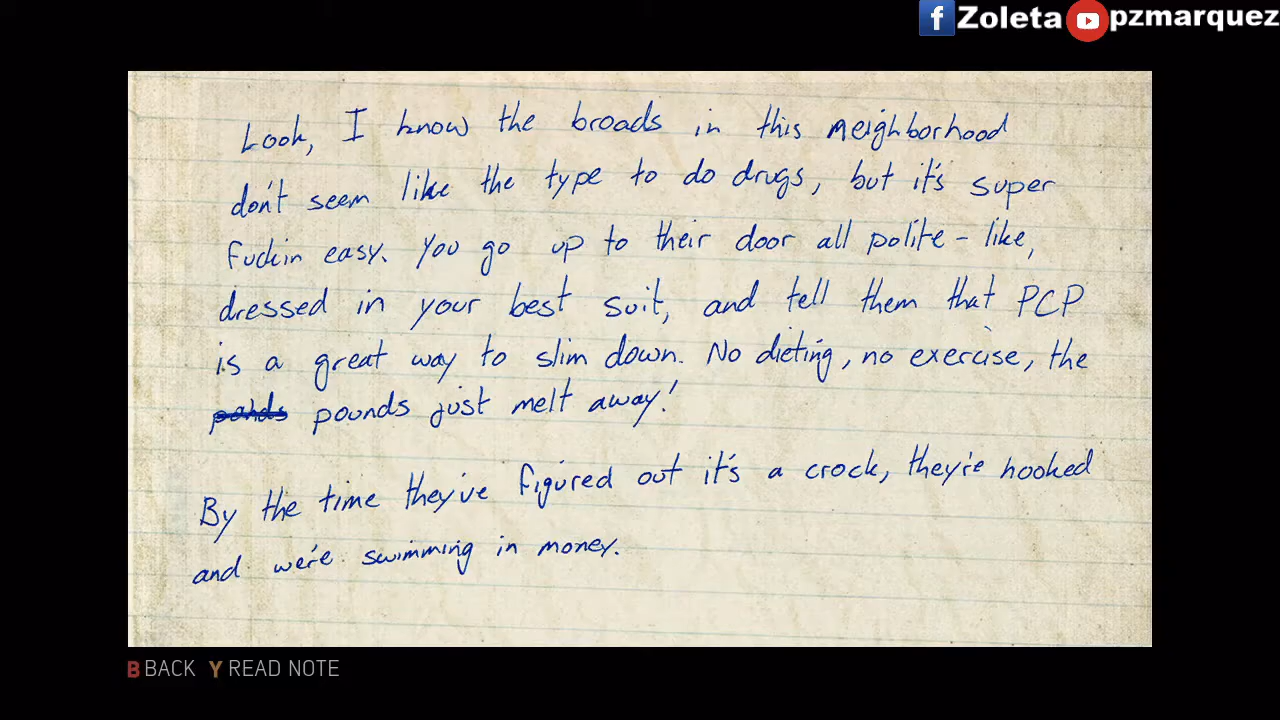 Zoleta pzmarquez
Look, I know the broads in this neighborhood
don't seem like the type to do drugs, but it's super
fuckin easy. You go up to their door all polite-like,
dressed in your best suit, and tell them that PCP
is a great way to slim down. No dieting, no exercise, the
pounds just melt away!
By the time they've figured out it's a crock, they're hooked
and we're swimming in money.
B BACK Y READ NOTE